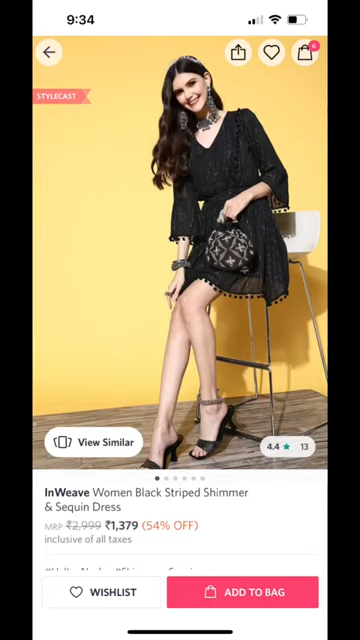 9:34
6
STYLECAST
View Similar
4.4 ★ 13
InWeave Women Black Striped Shimmer
& Sequin Dress
MRP ₹2,999 ₹1,379 (54% OFF)
inclusive of all taxes
WISHLIST
ADD TO BAG